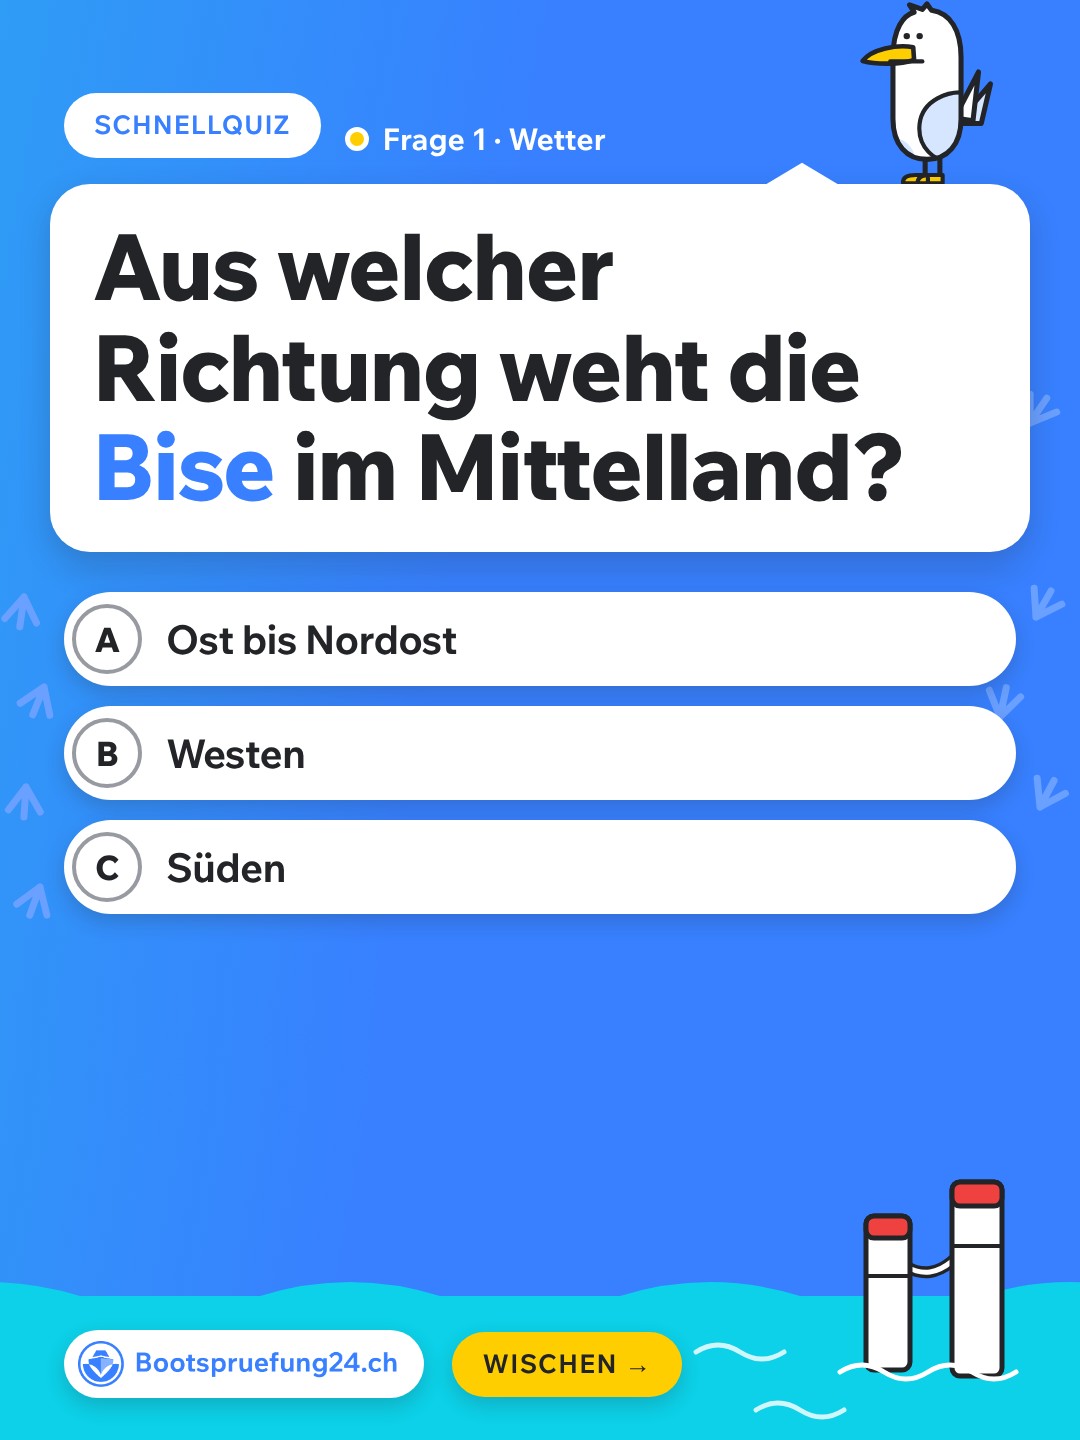 SCHNELLQUIZ
Frage 1 · Wetter
Aus welcher
Richtung weht die
Bise im Mittelland?
A Ost bis Nordost
B Westen
C Süden
Bootspruefung24.ch
WISCHEN →